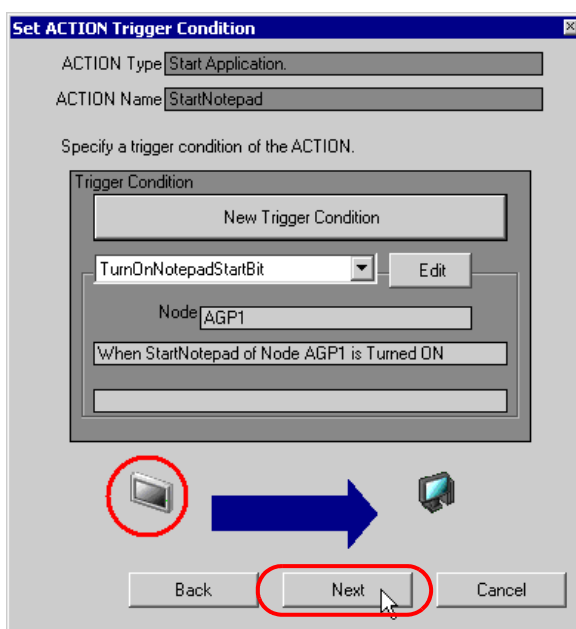 Set ACTION Trigger Condition
ACTION Type Start Application.
ACTION Name StartNotepad
Specify a trigger condition of the ACTION.
Trigger Condition
New Trigger Condition
TurnOnNotepadStartBit Edit
Node AGP1
When StartNotepad of Node AGP1 is Turned ON
Back Next Cancel